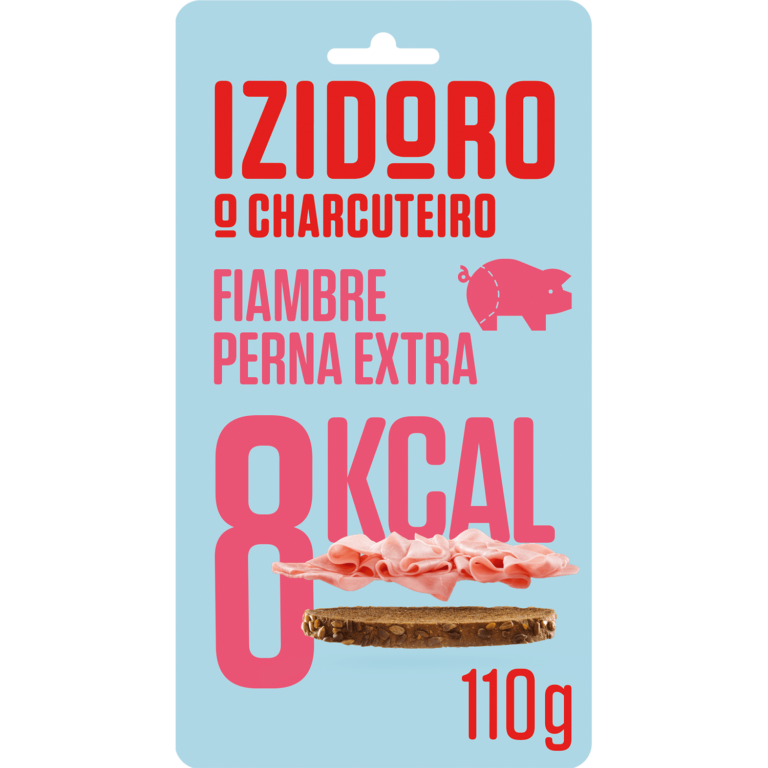 IZIDORO
O CHARCUTEIRO
FIAMBRE
PERNA EXTRA
8 KCAL
110g